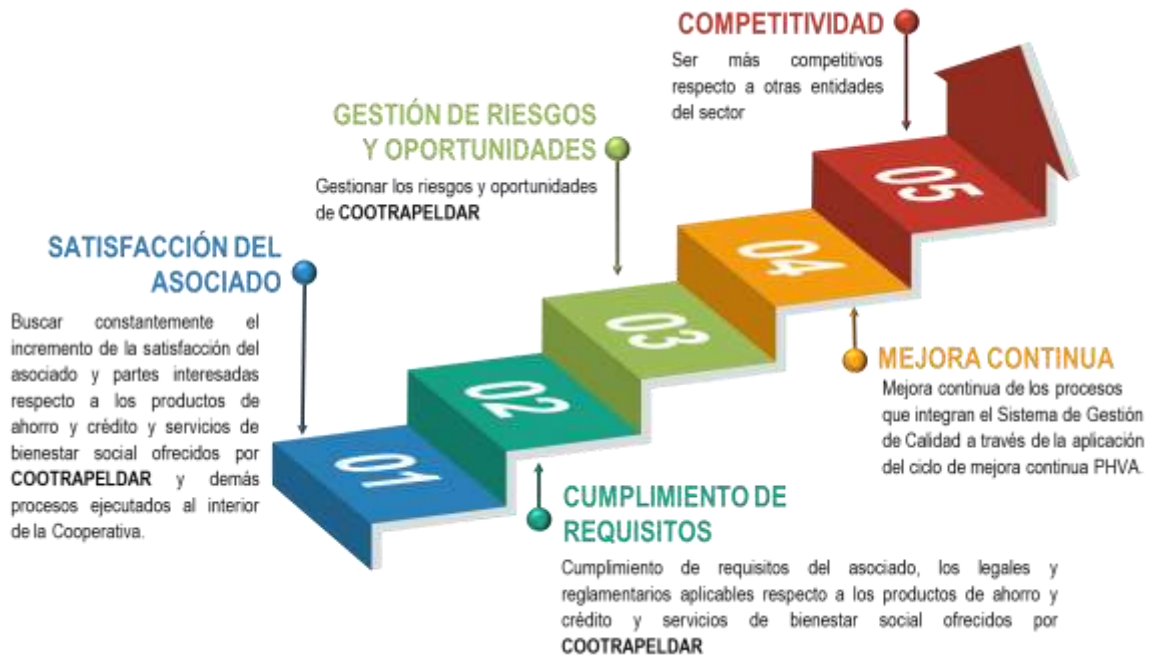 COMPETITIVIDAD
Ser más competitivos
respecto a otras entidades
del sector
GESTIÓN DE RIESGOS
Y OPORTUNIDADES
Gestionar los riesgos y oportunidades
de COOTRAPELDAR
SATISFACCIÓN DEL
ASOCIADO
Buscar constantemente el
incremento de la satisfacción del
asociado y partes interesadas
respecto a los productos de
ahorro y crédito y servicios de
bienestar social ofrecidos por
COOTRAPELDAR y demás
procesos ejecutados al interior
de la Cooperativa.
05
04
03
02
01
MEJORA CONTINUA
Mejora continua de los procesos
que integran el Sistema de Gestión
de Calidad a través de la aplicación
del ciclo de mejora continua PHVA.
CUMPLIMIENTO DE
REQUISITOS
Cumplimiento de requisitos del asociado, los legales y
reglamentarios aplicables respecto a los productos de ahorro y
crédito y servicios de bienestar social ofrecidos por
COOTRAPELDAR